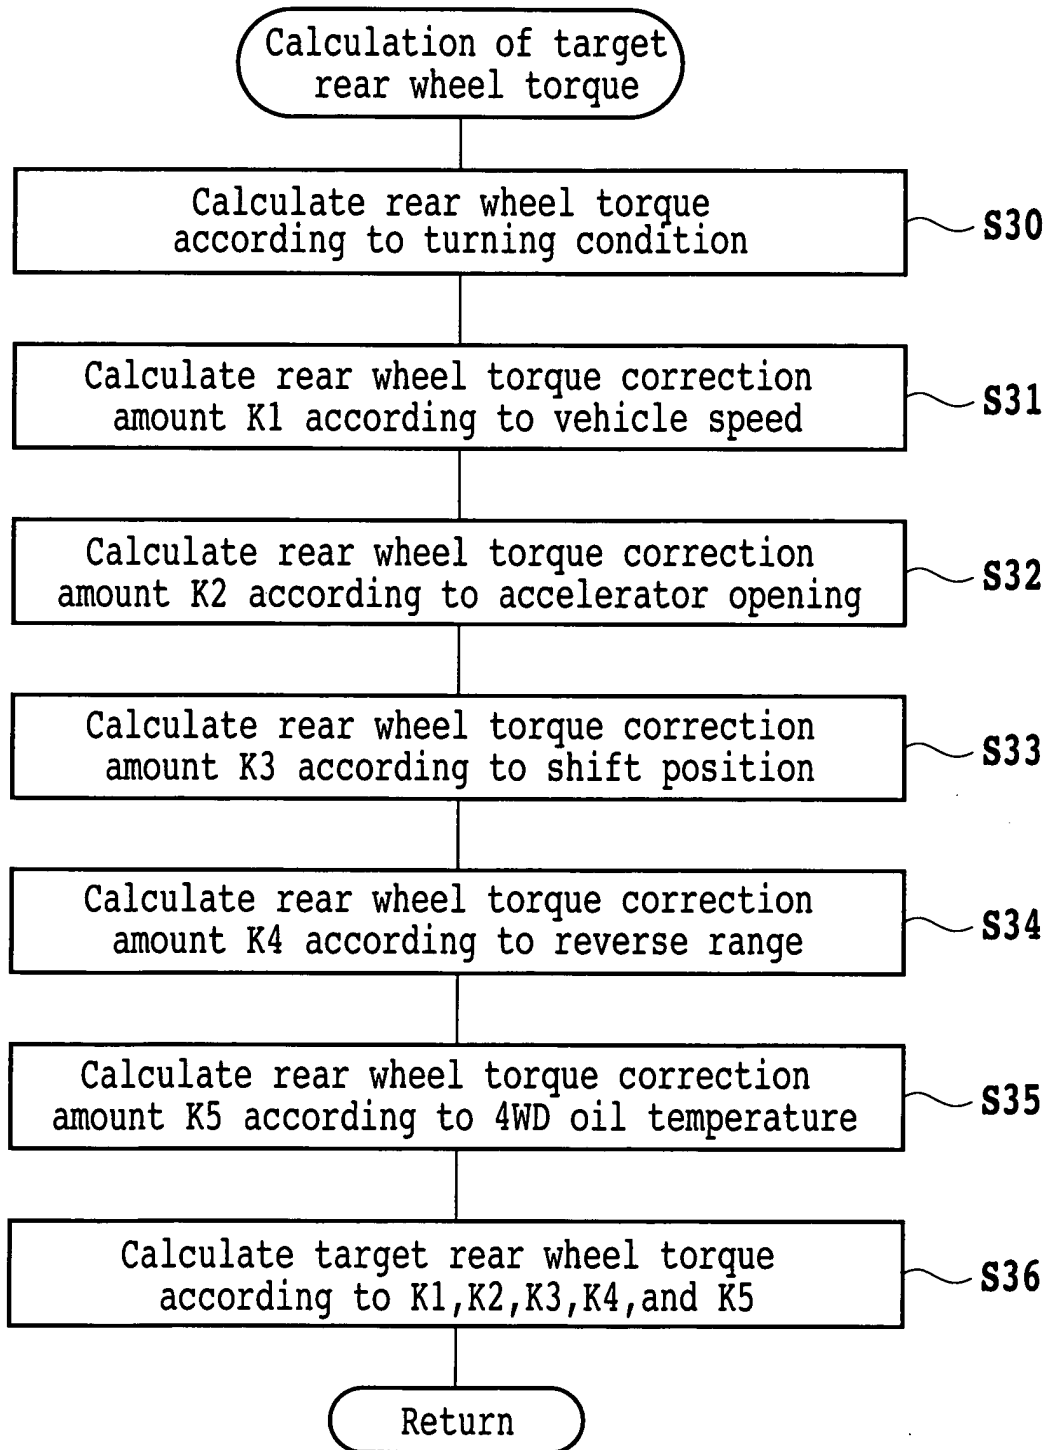 Calculation of target
rear wheel torque
Calculate rear wheel torque
according to turning condition
S30
Calculate rear wheel torque correction
amount K1 according to vehicle speed
S31
Calculate rear wheel torque correction
amount K2 according to accelerator opening
S32
Calculate rear wheel torque correction
amount K3 according to shift position
S33
Calculate rear wheel torque correction
amount K4 according to reverse range
S34
Calculate rear wheel torque correction
amount K5 according to 4WD oil temperature
S35
Calculate target rear wheel torque
according to K1,K2,K3,K4,and K5
S36
Return